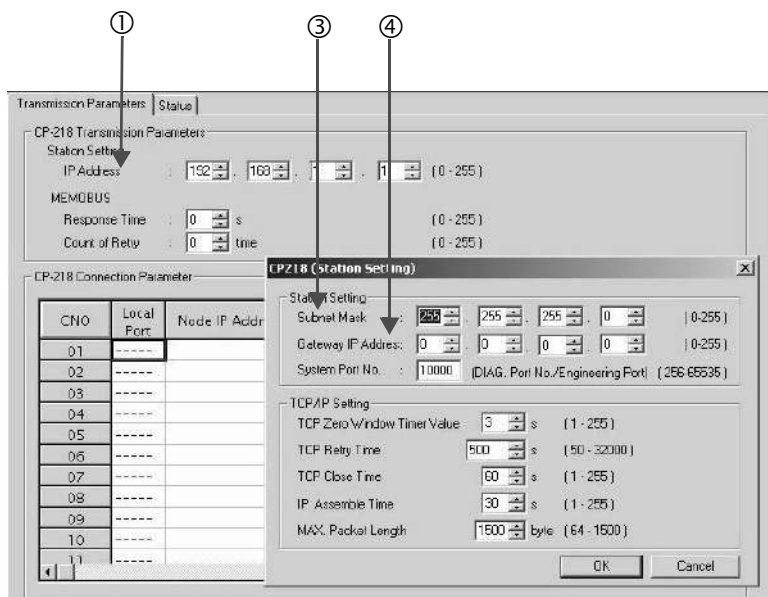 ① ③ ④
Transmission Parameters Status
CP-218 Transmission Parameters
Station Setting
IP Address : 192 . 168 . 1 . 1 ( 0 - 255 )
MEMOBUS
Response Time : 0 s ( 0 - 255 )
Count of Retry : 0 time ( 0 - 255 )
CP-218 Connection Parameter
CNO Local Port Node IP Addr
01 -----
02 -----
03 -----
04 -----
05 -----
06 -----
07 -----
08 -----
09 -----
10 -----
11
CP218 (Station Setting)
Station Setting
Subnet Mask : 255 . 255 . 255 . 0 ( 0-255 )
Gateway IP Addres: 0 . 0 . 0 . 0 ( 0-255 )
System Port No. : 10000 (DIAG. Port No./Engineering Port) ( 256-65535 )
TCP/IP Setting
TCP Zero Window Timer Value 3 s ( 1 - 255 )
TCP Retry Time 500 s ( 50 - 32000 )
TCP Close Time 60 s ( 1 - 255 )
IP Assemble Time 30 s ( 1 - 255 )
MAX. Packet Length 1500 byte ( 64 - 1500 )
OK Cancel